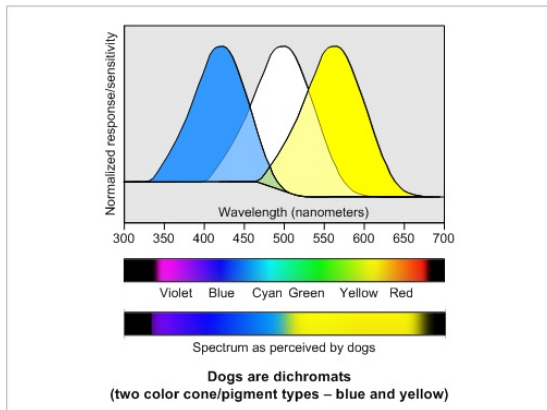 Normalized response/sensitivity
Wavelength (nanometers)
300 350 400 450 500 550 600 650 700
Violet Blue Cyan Green Yellow Red
Spectrum as perceived by dogs
Dogs are dichromats
(two color cone/pigment types – blue and yellow)